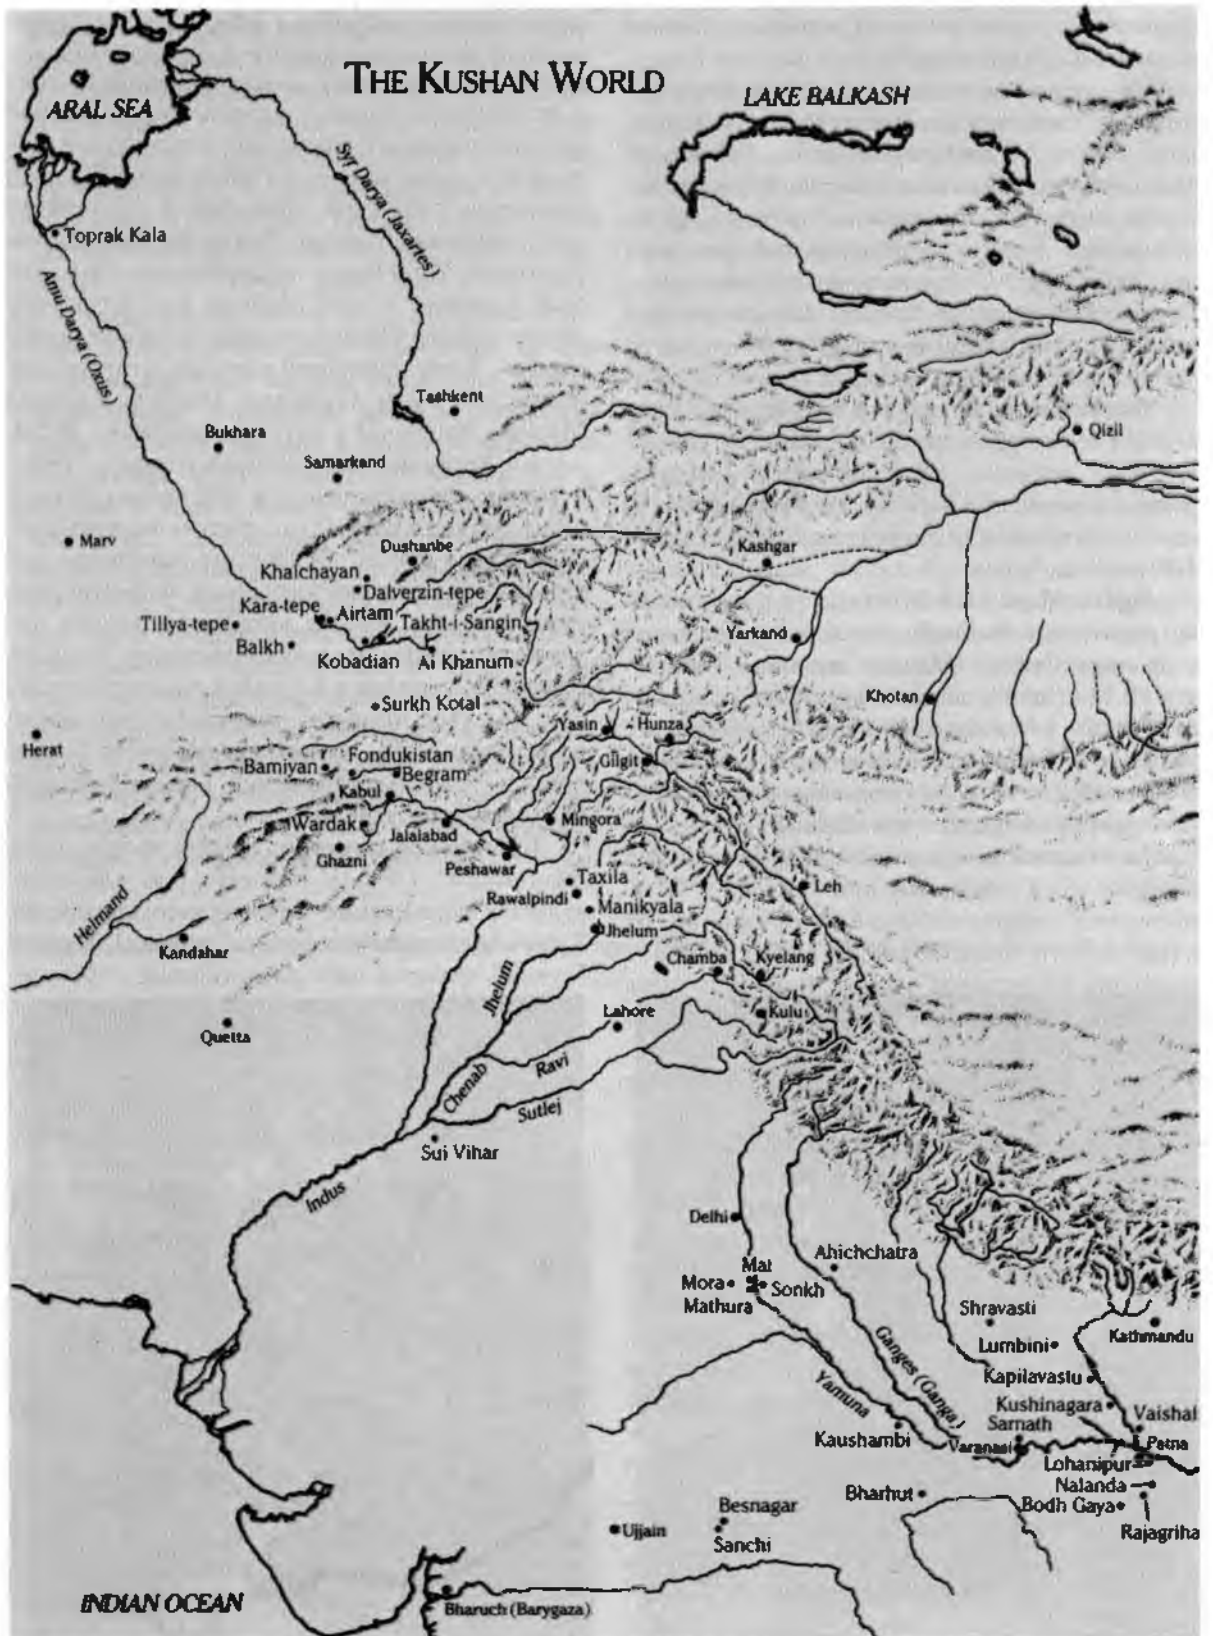 THE KUSHAN WORLD
ARAL SEA
LAKE BALKASH
Syr Darya (Jaxartes)
Toprak Kala
Amu Darya (Oxus)
Tashkent
Bukhara
Qizil
Samarkand
Marv
Dushanbe
Kashgar
Khalchayan
Dalverzin-tepe
Kara-tepe
Airtam
Takht-i-Sangin
Tillya-tepe
Yarkand
Balkh
Kobadian
Ai Khanum
Khotan
Surkh Kotal
Yasin
Hunza
Herat
Fondukistan
Bamiyan
Begram
Gilgit
Kabul
Wardak
Jalalabad
Mingora
Ghazni
Peshawar
Taxila
Leh
Rawalpindi
Manikyala
Helmand
Jhelum
Kandahar
Chamba
Kyelang
Jhelum
Lahore
Kulu
Quetta
Ravi
Chenab
Sutlej
Sui Vihar
Indus
Delhi
Ahichchatra
Mat
Mora
Sonkh
Mathura
Shravasti
Kathmandu
Lumbini
Ganges (Ganga)
Kapilavastu
Yamuna
Kushinagara
Vaishal
Sarnath
Kaushambi
Varanasi
Patna
Lohanipur
Nalanda
Bharhut
Bodh Gaya
Besnagar
Rajagriha
Ujjain
Sanchi
INDIAN OCEAN
Bharuch (Barygaza)